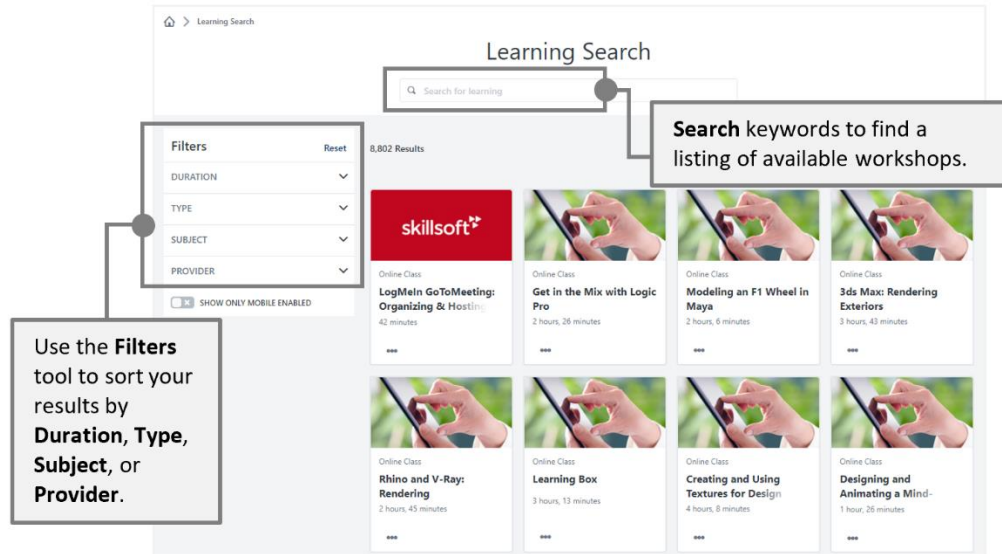 Learning Search
Learning Search
Search for learning
Search keywords to find a
listing of available workshops.
Filters
Reset
8,802 Results
DURATION
TYPE
SUBJECT
PROVIDER
SHOW ONLY MOBILE ENABLED
Use the Filters
tool to sort your
results by
Duration, Type,
Subject, or
Provider.
skillsoft
Online Class
LogMeIn GoToMeeting:
Organizing & Hosting
42 minutes
Online Class
Get in the Mix with Logic
Pro
2 hours, 26 minutes
Online Class
Modeling an F1 Wheel in
Maya
2 hours, 6 minutes
Online Class
3ds Max: Rendering
Exteriors
3 hours, 43 minutes
Online Class
Rhino and V-Ray:
Rendering
2 hours, 45 minutes
Online Class
Learning Box
3 hours, 13 minutes
Online Class
Creating and Using
Textures for Design
4 hours, 8 minutes
Online Class
Designing and
Animating a Mind-
1 hour, 26 minutes